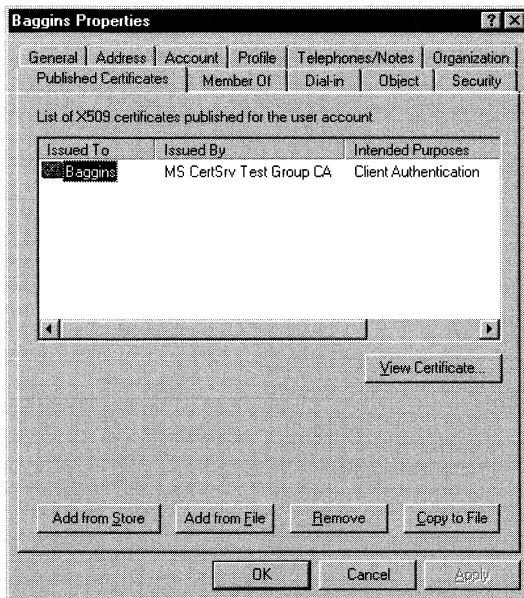 Baggins Properties
General Address Account Profile Telephones/Notes Organization
Published Certificates Member Of Dial-in Object Security
List of X509 certificates published for the user account
Issued To Issued By Intended Purposes
Baggins MS CertSrv Test Group CA Client Authentication
View Certificate...
Add from Store Add from File Remove Copy to File
OK Cancel Apply